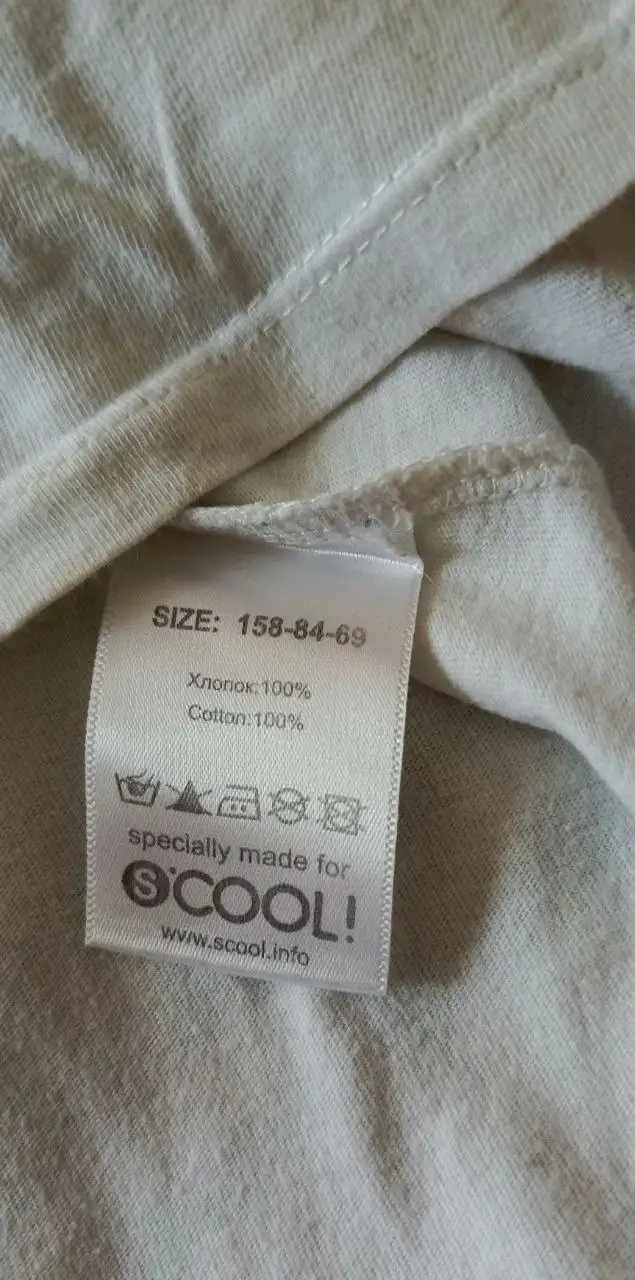 SIZE: 158-84-69
Хлопок:100%
Cotton:100%
specially made for
S'COOL!
www.scool.info